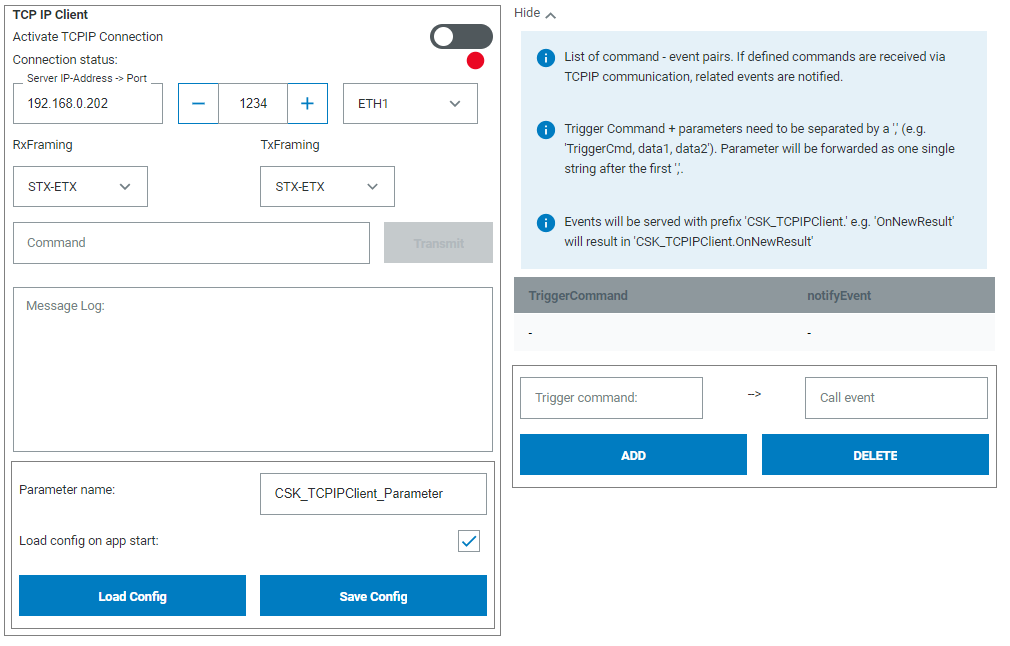 TCP IP Client
Activate TCPIP Connection
Connection status:
Server IP-Address -> Port
192.168.0.202
1234
ETH1
RxFraming
TxFraming
STX-ETX
STX-ETX
Command
Transmit
Message Log:
Parameter name:
CSK_TCPIPClient_Parameter
Load config on app start:
Load Config
Save Config
Hide
List of command - event pairs. If defined commands are received via
TCPIP communication, related events are notified.
Trigger Command + parameters need to be separated by a ',' (e.g.
'TriggerCmd, data1, data2'). Parameter will be forwarded as one single
string after the first ','.
Events will be served with prefix 'CSK_TCPIPClient.' e.g. 'OnNewResult'
will result in 'CSK_TCPIPClient.OnNewResult'
TriggerCommand
notifyEvent
-
-
Trigger command:
-->
Call event
ADD
DELETE